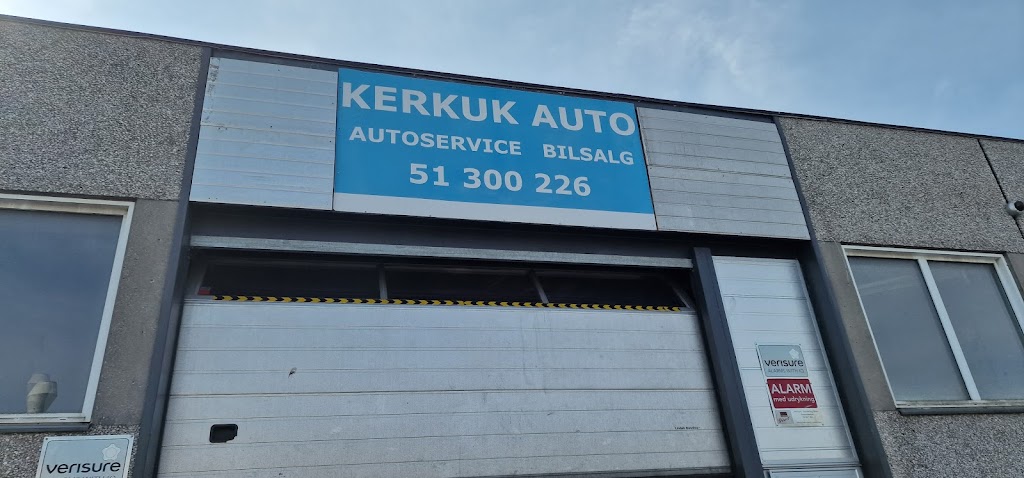 KERKUK AUTO
AUTOSERVICE BILSALG
51 300 226
verisure
ALARM
med udrykning
verisure